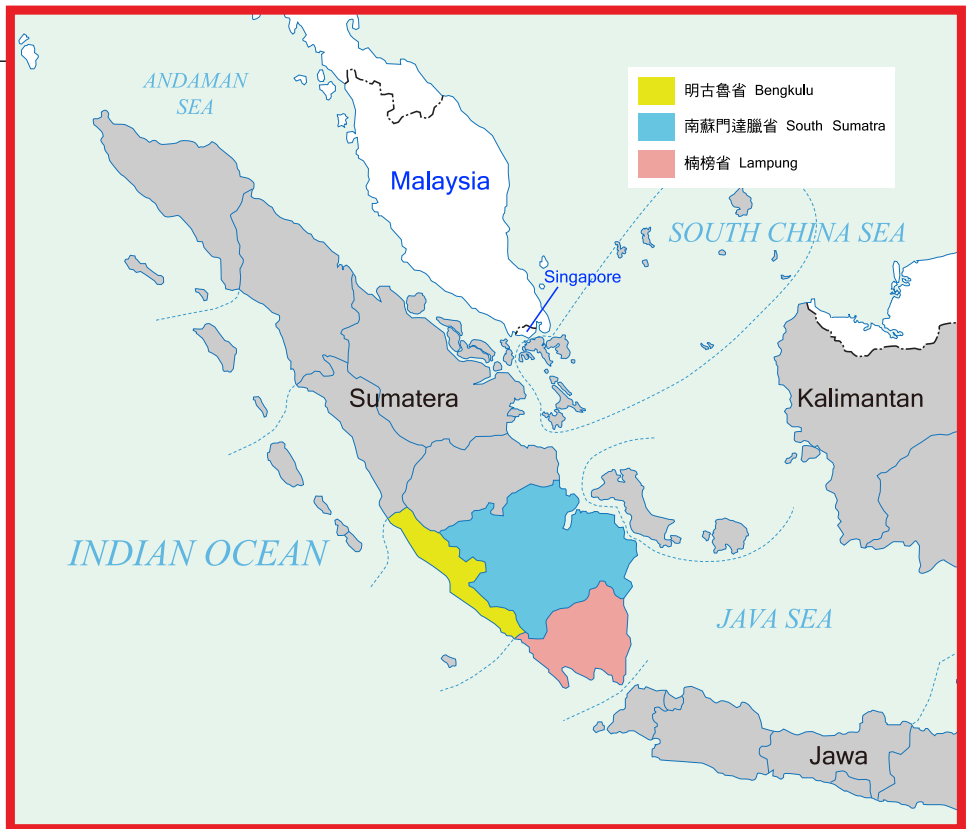 ANDAMAN
SEA
明古魯省 Bengkulu
南蘇門達臘省 South Sumatra
楠榜省 Lampung
Malaysia
SOUTH CHINA SEA
Singapore
Sumatera
Kalimantan
INDIAN OCEAN
JAVA SEA
Jawa